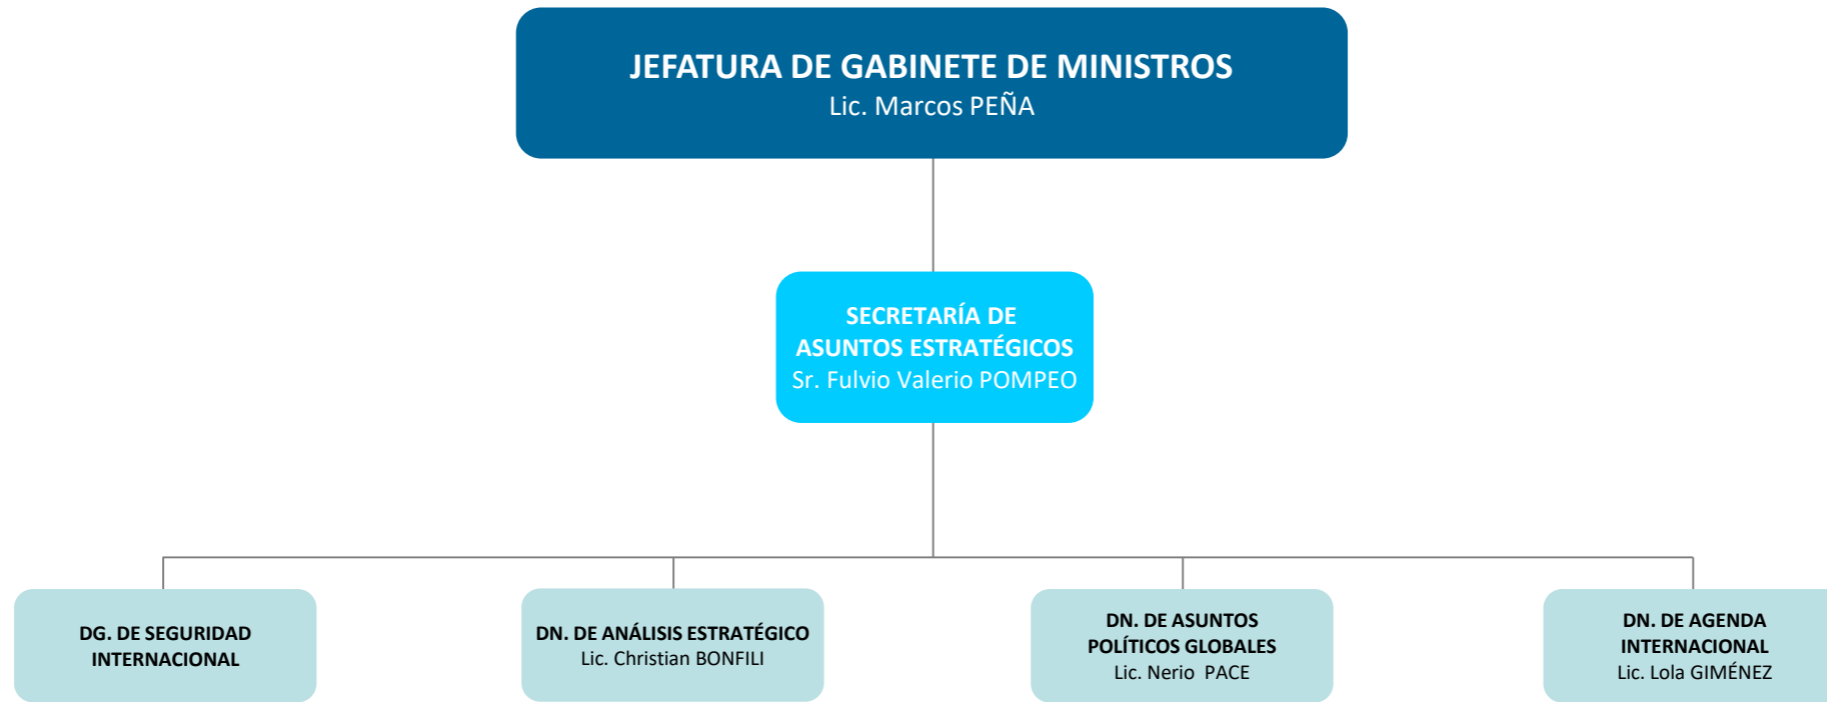 JEFATURA DE GABINETE DE MINISTROS
Lic. Marcos PEÑA
SECRETARÍA DE
ASUNTOS ESTRATÉGICOS
Sr. Fulvio Valerio POMPEO
DG. DE SEGURIDAD
INTERNACIONAL
DN. DE ANÁLISIS ESTRATÉGICO
Lic. Christian BONFILI
DN. DE ASUNTOS
POLÍTICOS GLOBALES
Lic. Nerio PACE
DN. DE AGENDA
INTERNACIONAL
Lic. Lola GIMÉNEZ